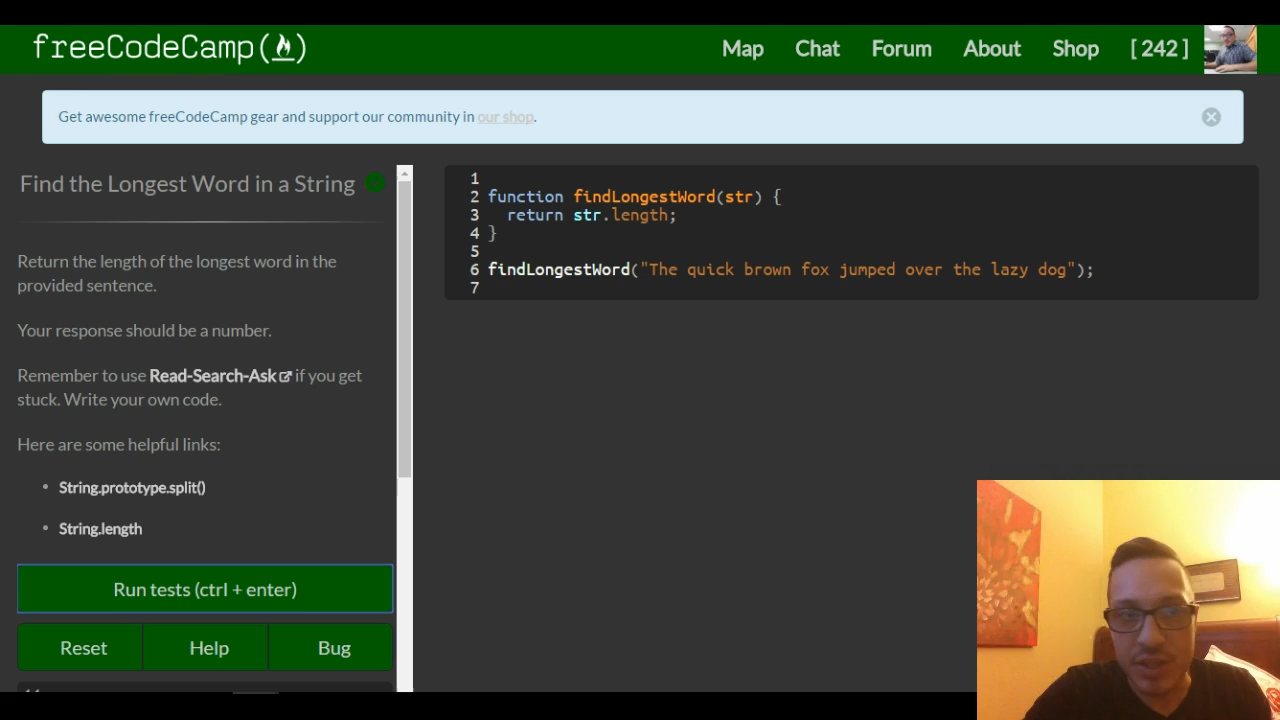 freeCodeCamp
Map Chat Forum About Shop [ 242 ]
Get awesome freeCodeCamp gear and support our community in our shop.
Find the Longest Word in a String
Return the length of the longest word in the
provided sentence.
Your response should be a number.
Remember to use Read-Search-Ask if you get
stuck. Write your own code.
Here are some helpful links:
• String.prototype.split()
• String.length
Run tests (ctrl + enter)
Reset Help Bug
1
2 function findLongestWord(str) {
3 return str.length;
4 }
5
6 findLongestWord("The quick brown fox jumped over the lazy dog");
7